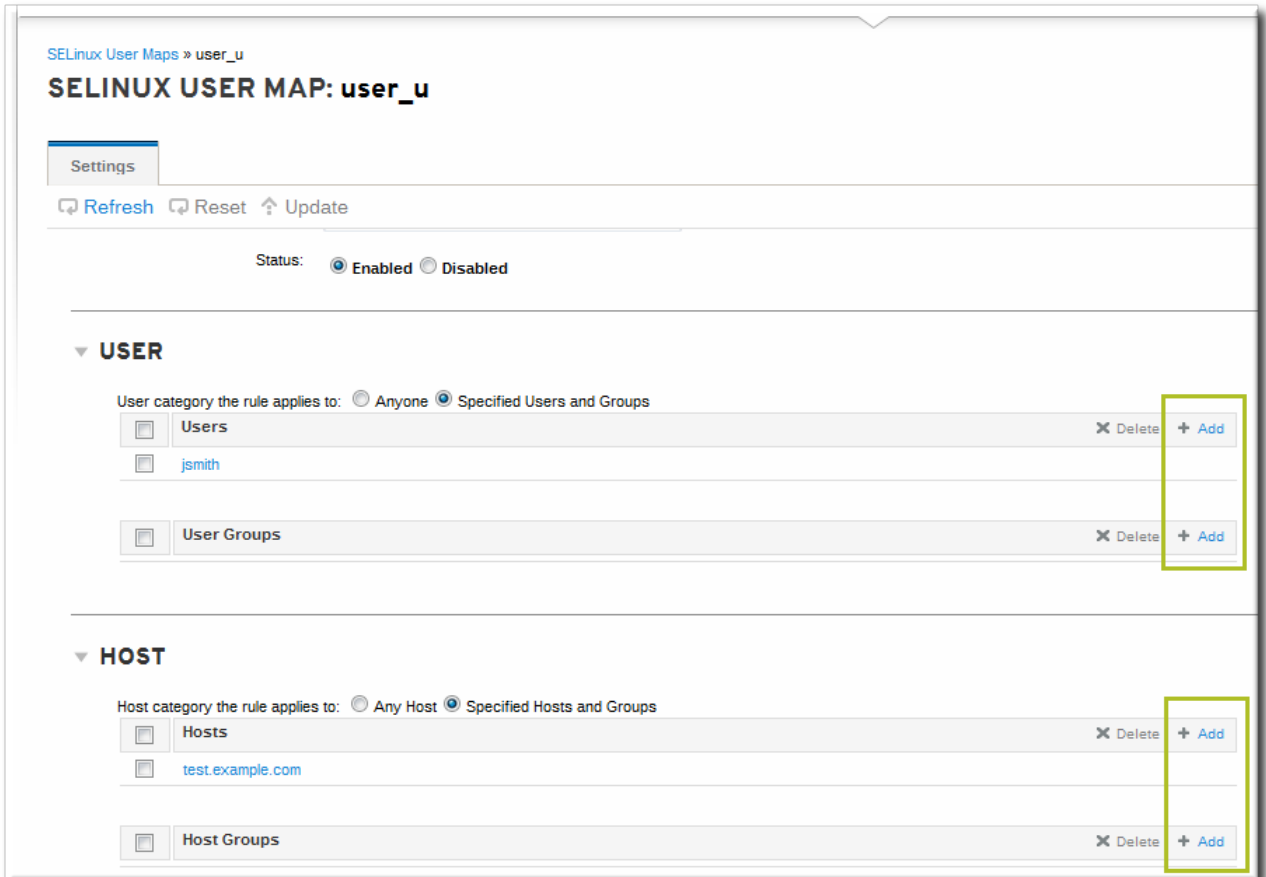 SELinux User Maps » user_u
SELINUX USER MAP: user_u
Settings
Refresh Reset Update
Status: Enabled Disabled
USER
User category the rule applies to: Anyone Specified Users and Groups
Users Delete + Add
jsmith
User Groups Delete + Add
HOST
Host category the rule applies to: Any Host Specified Hosts and Groups
Hosts Delete + Add
test.example.com
Host Groups Delete + Add